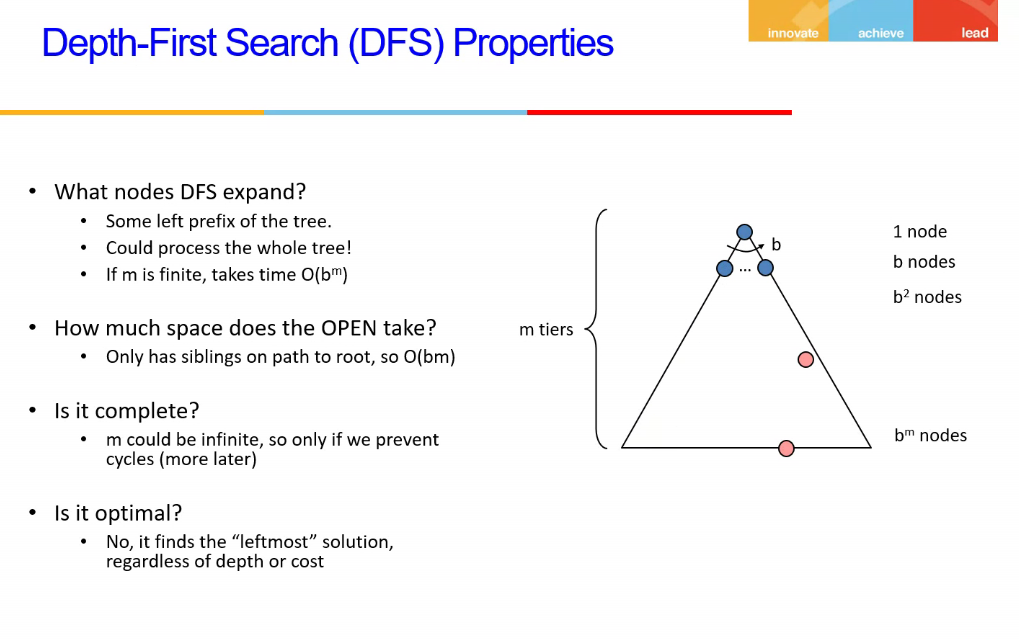 innovate achieve lead
Depth-First Search (DFS) Properties
• What nodes DFS expand?
• Some left prefix of the tree.
• Could process the whole tree!
• If m is finite, takes time O(bᵐ)
• How much space does the OPEN take?
• Only has siblings on path to root, so O(bm)
• Is it complete?
• m could be infinite, so only if we prevent
cycles (more later)
• Is it optimal?
• No, it finds the “leftmost” solution,
regardless of depth or cost
m tiers
b
...
1 node
b nodes
b² nodes
bᵐ nodes